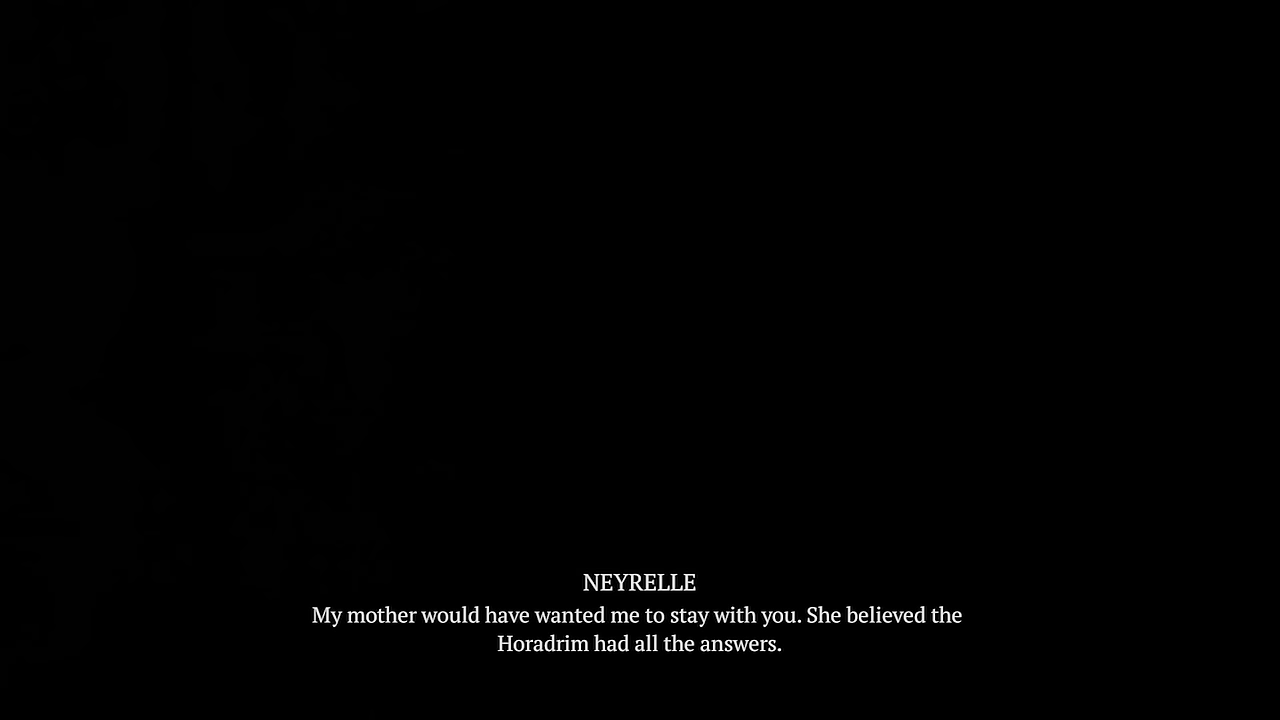 NEYRELLE
My mother would have wanted me to stay with you. She believed the
Horadrim had all the answers.